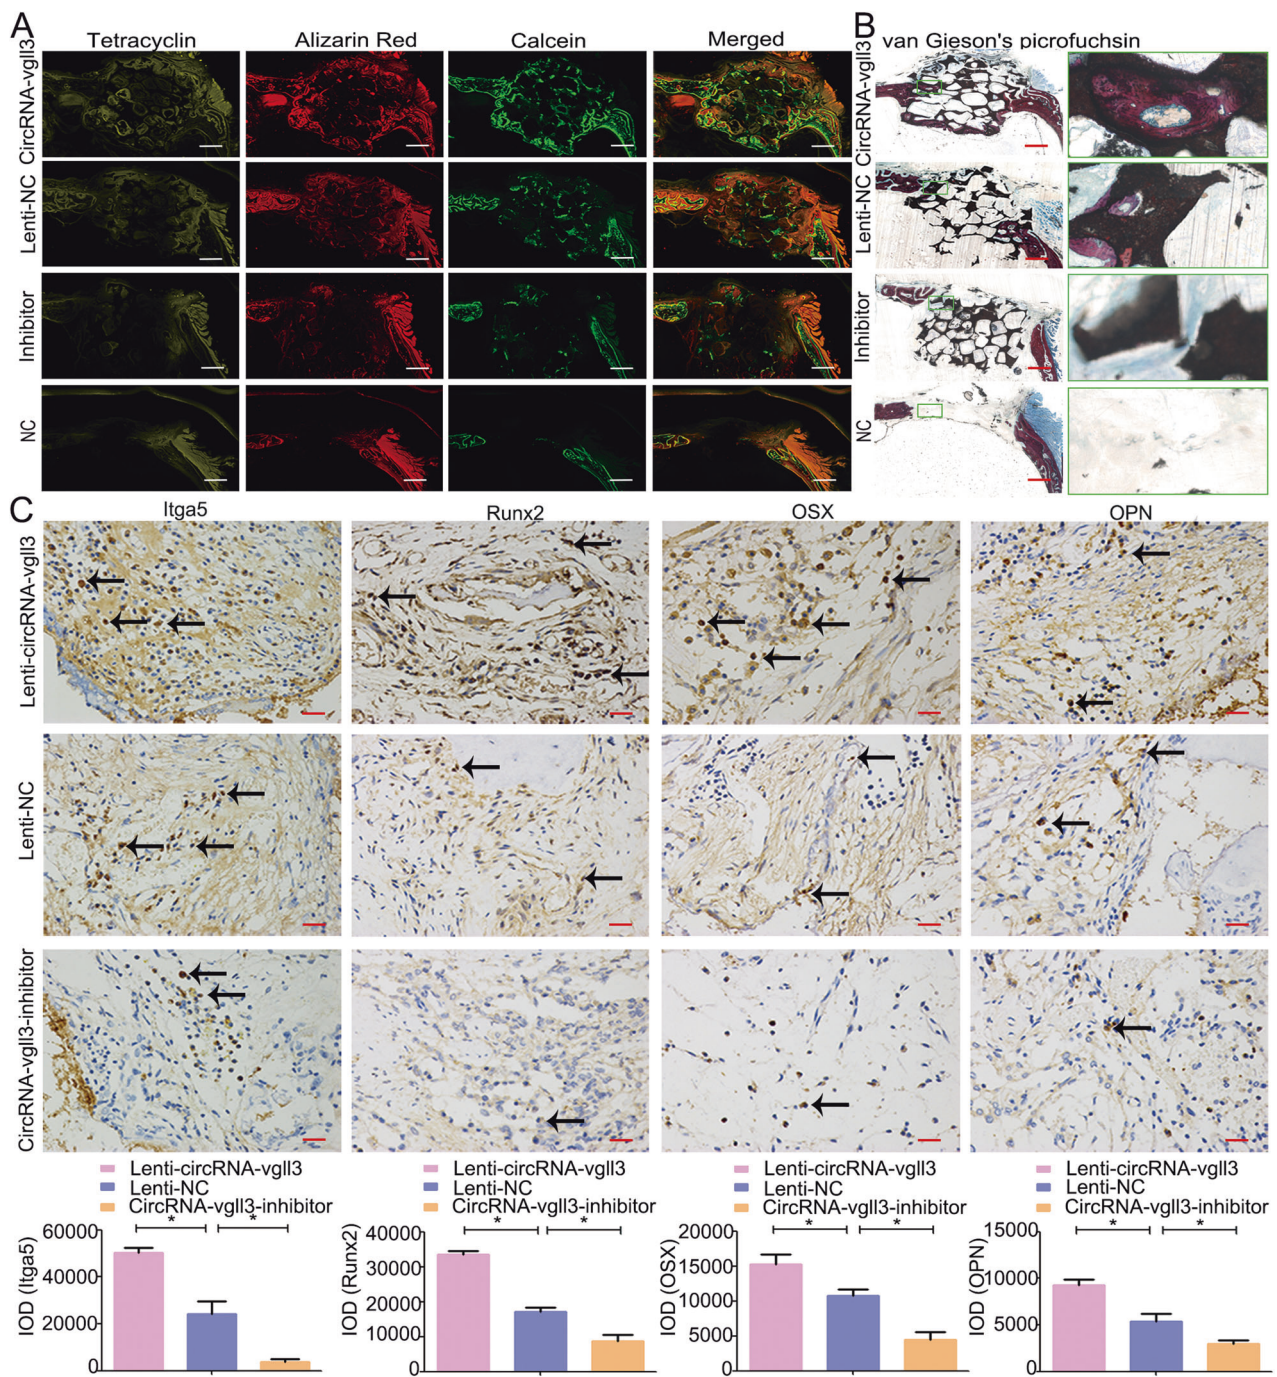 A
B
Tetracyclin
Alizarin Red
Calcein
Merged
van Gieson's picrofuchsin
CircRNA-vgll3
CircRNA-vgll3
Lenti-NC
Lenti-NC
Inhibitor
Inhibitor
NC
NC
C
Itga5
Runx2
OSX
OPN
Lenti-circRNA-vgll3
Lenti-NC
CircRNA-vgll3-inhibitor
Lenti-circRNA-vgll3
Lenti-NC
CircRNA-vgll3-inhibitor
* *
IOD (Itga5)
60000
40000
20000
0
Lenti-circRNA-vgll3
Lenti-NC
CircRNA-vgll3-inhibitor
* *
IOD (Runx2)
40000
30000
20000
10000
0
Lenti-circRNA-vgll3
Lenti-NC
CircRNA-vgll3-inhibitor
* *
IOD (OSX)
20000
15000
10000
5000
0
Lenti-circRNA-vgll3
Lenti-NC
CircRNA-vgll3-inhibitor
* *
IOD (OPN)
15000
10000
5000
0